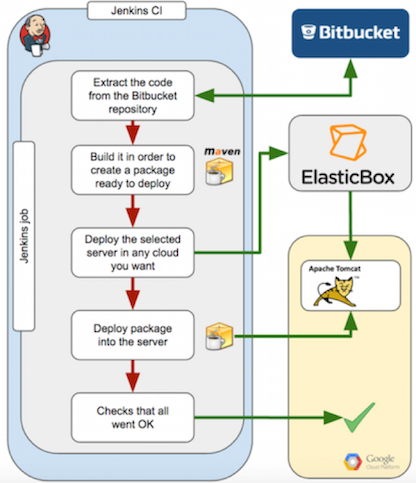 Jenkins CI
Bitbucket
Extract the code
from the Bitbucket
repository
Build it in order to
create a package
ready to deploy
maven
ElasticBox
Jenkins job
Deploy the selected
server in any cloud
you want
Apache Tomcat
TM
Deploy package
into the server
Checks that all
went OK
Google
Cloud Platform